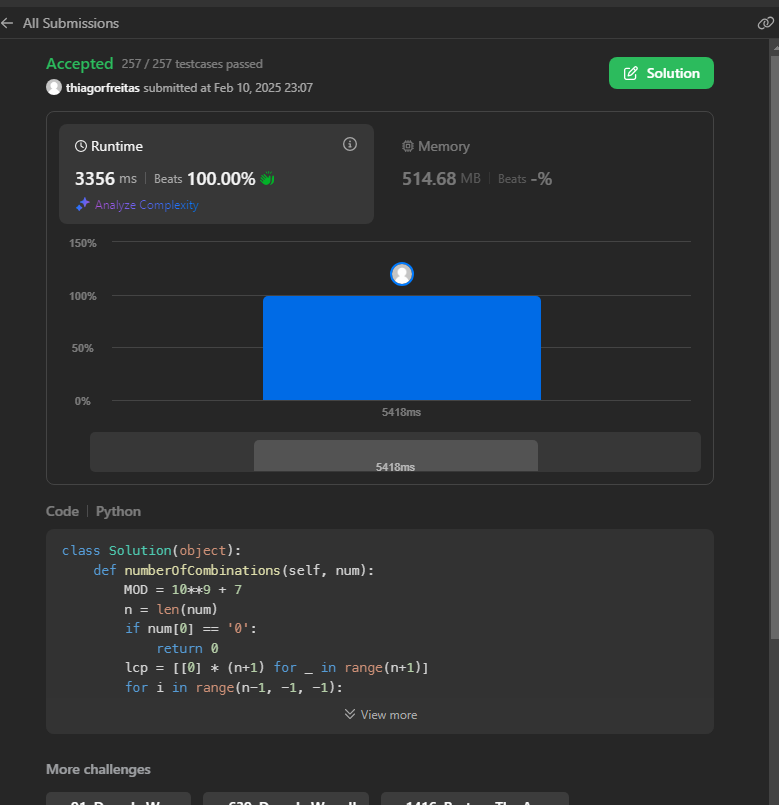 All Submissions
Accepted 257 / 257 testcases passed
thiagorfreitas submitted at Feb 10, 2025 23:07
Solution
Runtime
3356 ms Beats 100.00%
Analyze Complexity
Memory
514.68 MB Beats -%
150%
100%
50%
0%
5418ms
5418ms
Code Python
class Solution(object):
    def numberOfCombinations(self, num):
        MOD = 10**9 + 7
        n = len(num)
        if num[0] == '0':
            return 0
        lcp = [[0] * (n+1) for _ in range(n+1)]
        for i in range(n-1, -1, -1):
View more
More challenges